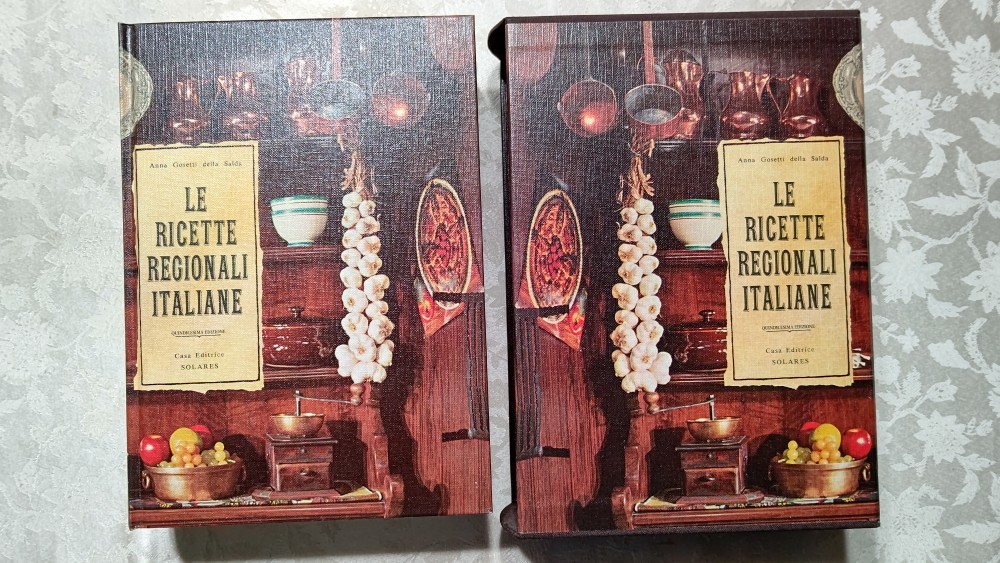 Anna Gosetti della Salda
LE
RICETTE
REGIONALI
ITALIANE
QUINDICESIMA EDIZIONE
Casa Editrice
SOLARES
Anna Gosetti della Salda
LE
RICETTE
REGIONALI
ITALIANE
QUINDICESIMA EDIZIONE
Casa Editrice
SOLARES